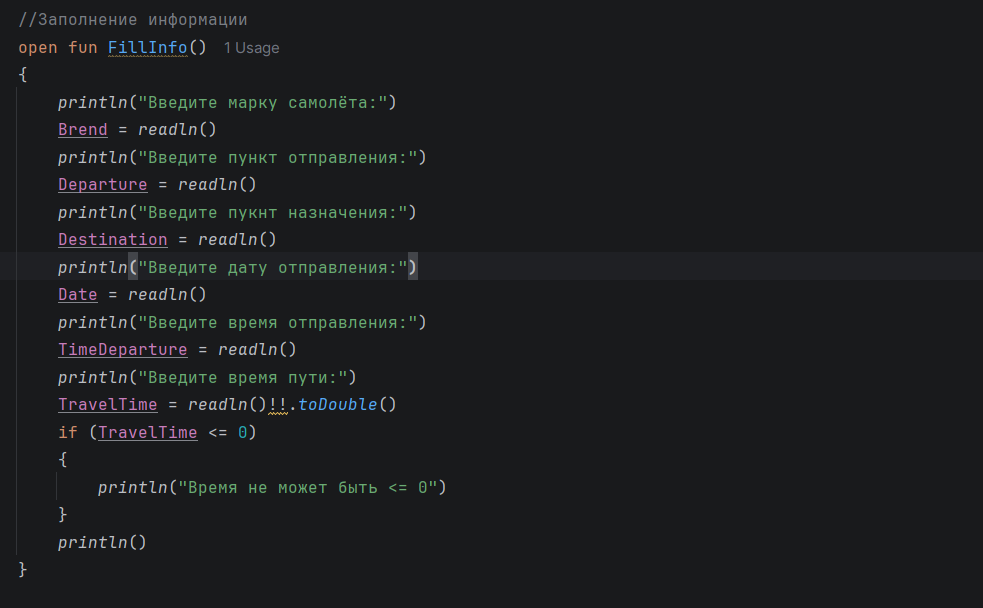 //Заполнение информации
open fun FillInfo() 1 Usage
{
println("Введите марку самолёта:")
Brend = readln()
println("Введите пункт отправления:")
Departure = readln()
println("Введите пукнт назначения:")
Destination = readln()
println("Введите дату отправления:")
Date = readln()
println("Введите время отправления:")
TimeDeparture = readln()
println("Введите время пути:")
TravelTime = readln()!!.toDouble()
if (TravelTime <= 0)
{
println("Время не может быть <= 0")
}
println()
}